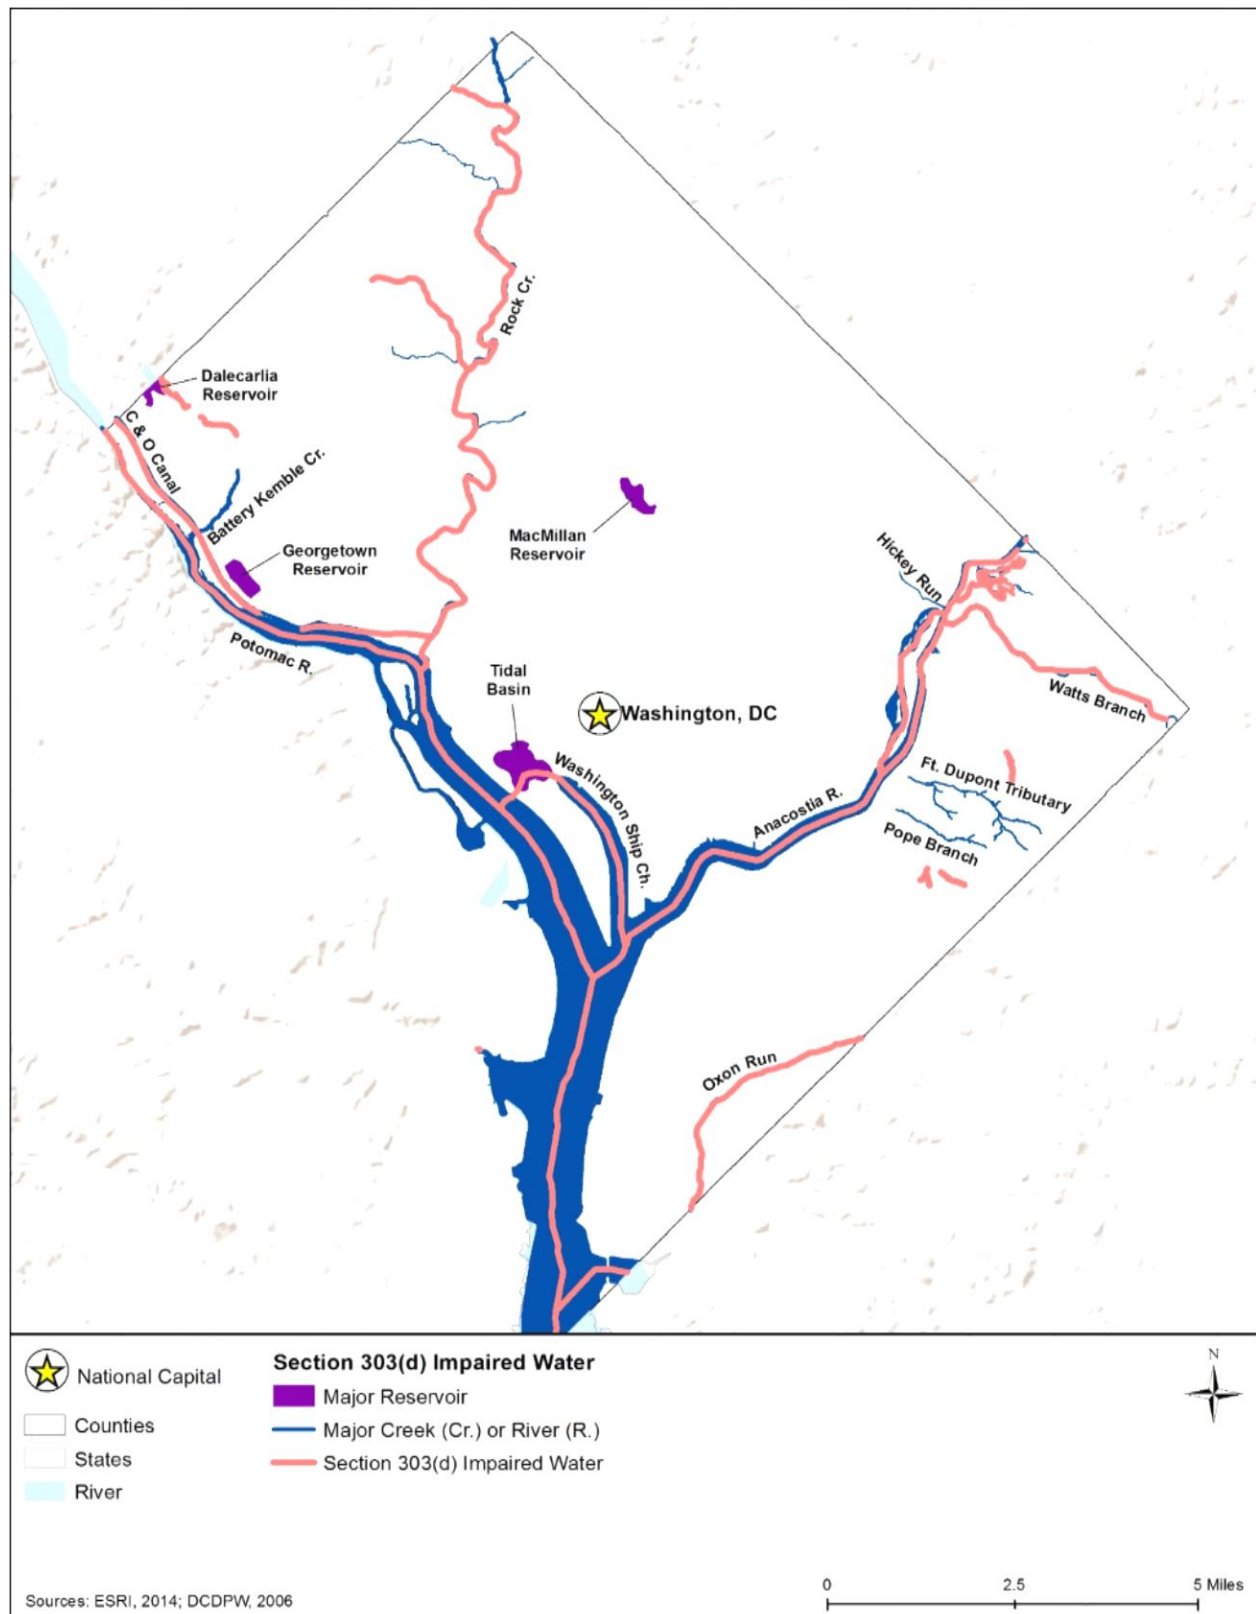 Rock Cr.
Dalecarlia
Reservoir
C & O Canal
Battery Kemble Cr.
Georgetown
Reservoir
MacMillan
Reservoir
Hickey Run
Potomac R.
Tidal
Basin
Washington, DC
Watts Branch
Washington Ship Ch.
Ft. Dupont Tributary
Anacostia R.
Pope Branch
Oxon Run
National Capital
Counties
States
River
Section 303(d) Impaired Water
Major Reservoir
Major Creek (Cr.) or River (R.)
Section 303(d) Impaired Water
N
Sources: ESRI, 2014; DCDPW, 2006
0 2.5 5 Miles